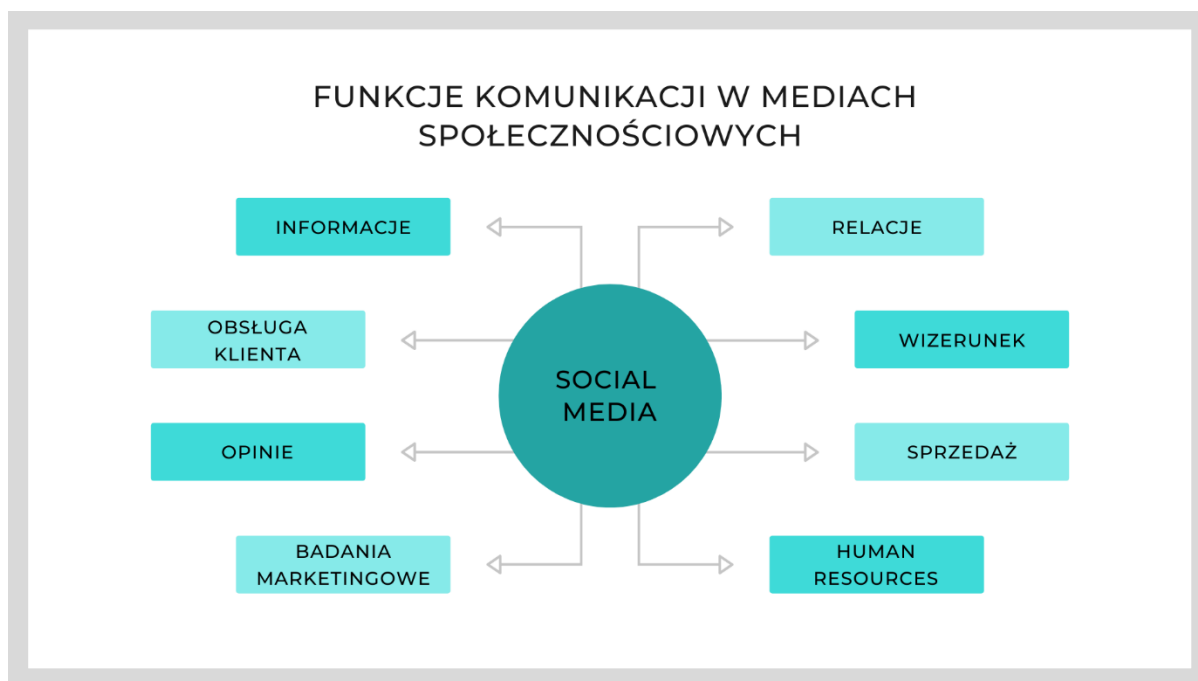 FUNKCJE KOMUNIKACJI W MEDIACH
SPOŁECZNOŚCIOWYCH
INFORMACJE
RELACJE
OBSŁUGA
KLIENTA
WIZERUNEK
SOCIAL
MEDIA
OPINIE
SPRZEDAŻ
BADANIA
MARKETINGOWE
HUMAN
RESOURCES